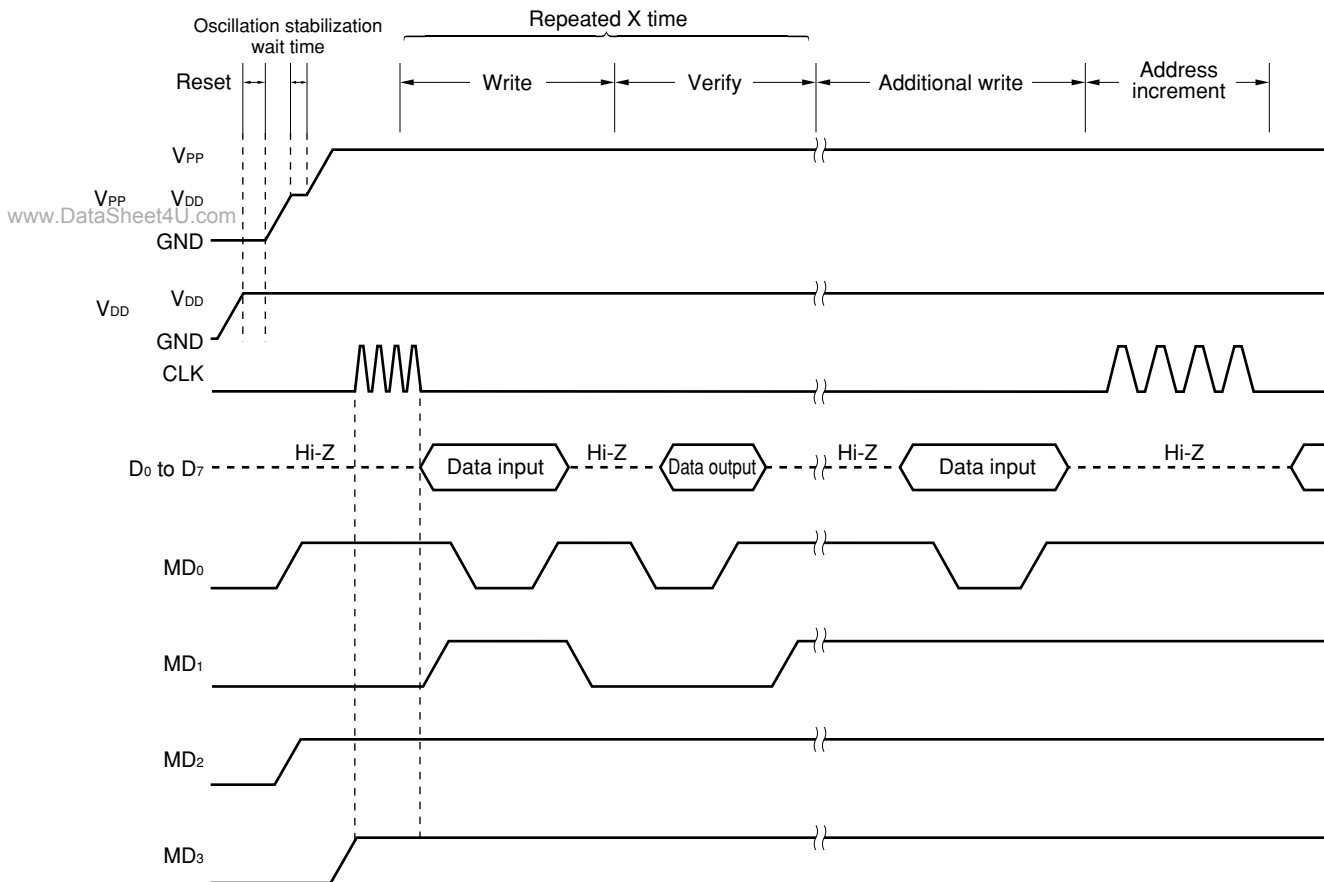 Oscillation stabilization
wait time
Repeated X time
Reset
Write
Verify
Additional write
Address
increment
VPP
VPP VDD
www.DataSheet4U.com
GND
VDD VDD
GND
CLK
D0 to D7
Hi-Z
Data input
Hi-Z
Data output
Hi-Z
Data input
Hi-Z
MD0
MD1
MD2
MD3